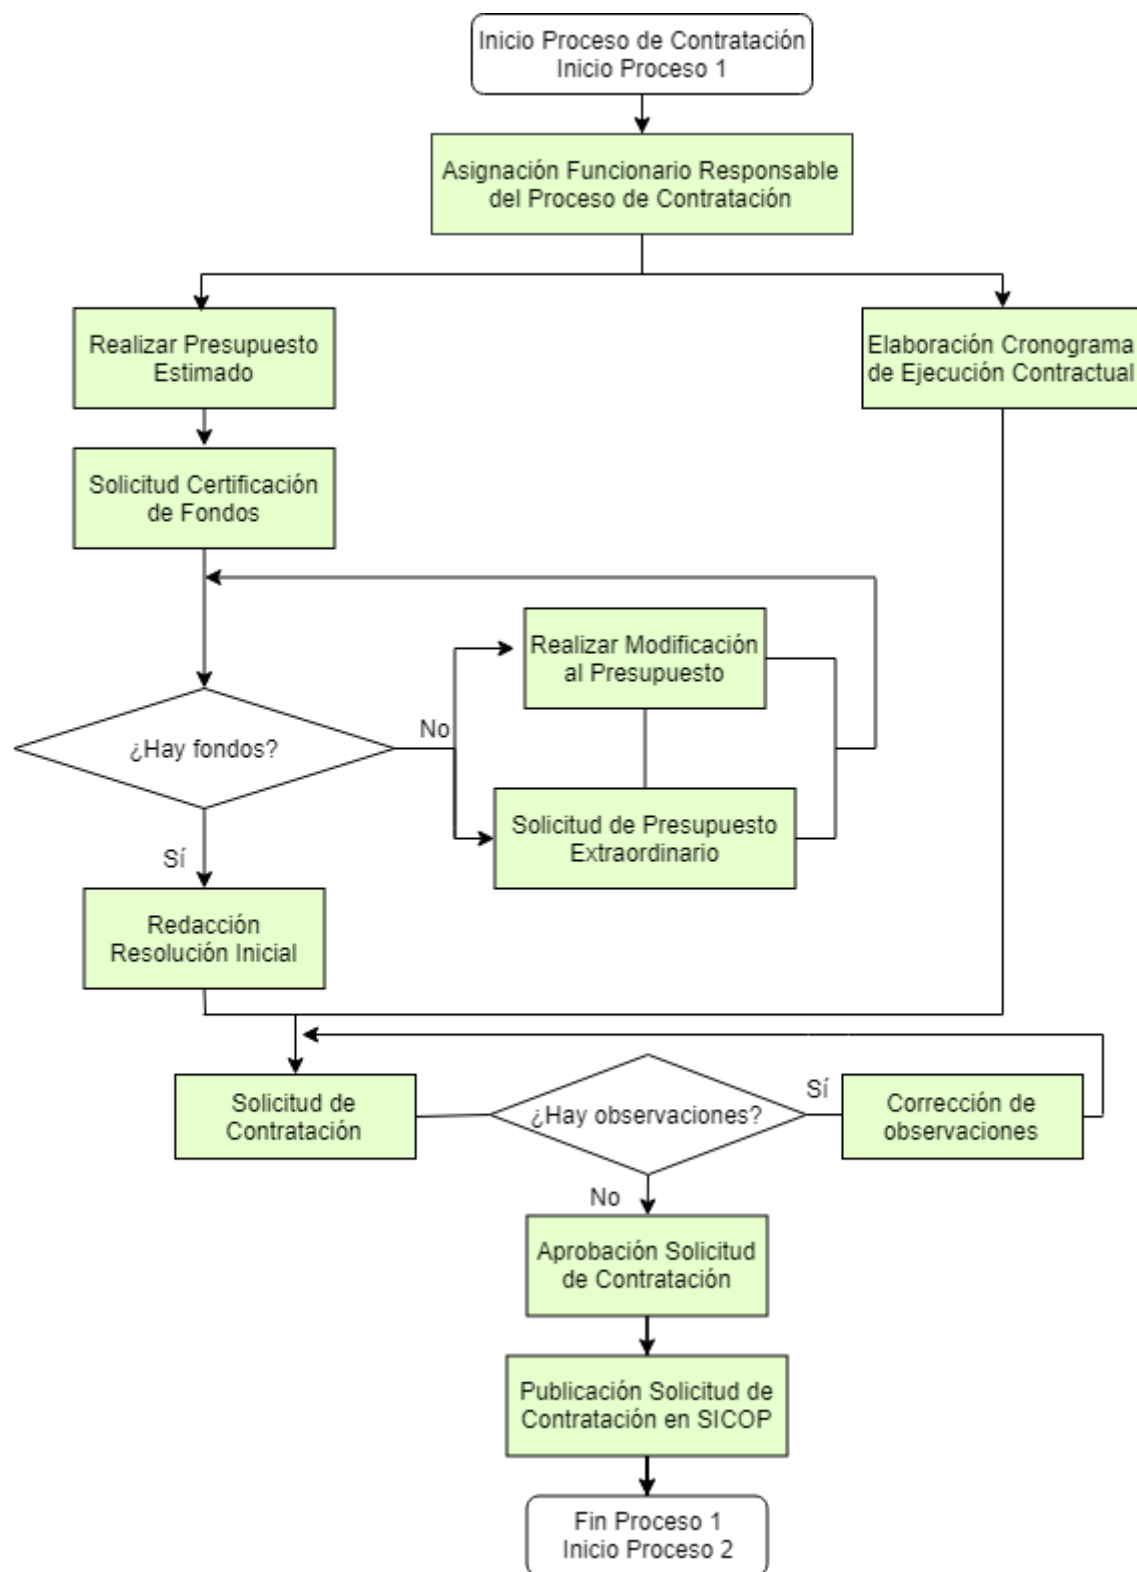 Inicio Proceso de Contratación
Inicio Proceso 1
Asignación Funcionario Responsable
del Proceso de Contratación
Realizar Presupuesto
Estimado
Elaboración Cronograma
de Ejecución Contractual
Solicitud Certificación
de Fondos
Realizar Modificación
al Presupuesto
¿Hay fondos?
No
Solicitud de Presupuesto
Extraordinario
Sí
Redacción
Resolución Inicial
Solicitud de
Contratación
¿Hay observaciones?
Sí
Corrección de
observaciones
No
Aprobación Solicitud
de Contratación
Publicación Solicitud de
Contratación en SICOP
Fin Proceso 1
Inicio Proceso 2